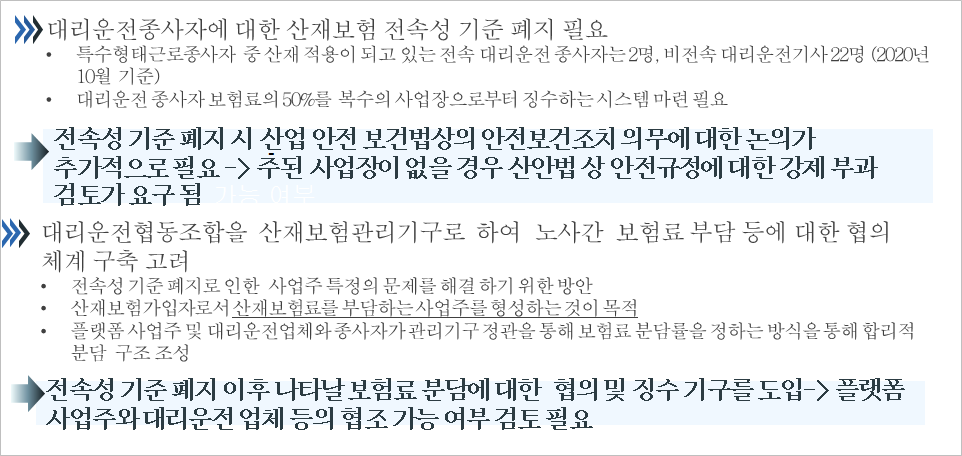 대리운전종사자에 대한 산재보험 전속성 기준 폐지 필요
• 특수형태근로종사자 중 산재 적용이 되고 있는 전속 대리운전 종사자는 2명, 비전속 대리운전기사 22명 (2020년
10월 기준)
• 대리운전 종사자 보험료의 50%를 복수의 사업장으로부터 징수하는 시스템 마련 필요
전속성 기준 폐지 시 산업 안전 보건법상의 안전보건조치 의무에 대한 논의가
추가적으로 필요 -> 주된 사업장이 없을 경우 산안법 상 안전규정에 대한 강제 부과
검토가 요구 됨 가능 여부
대리운전협동조합을 산재보험관리기구로 하여 노사간 보험료 부담 등에 대한 협의
체계 구축 고려
• 전속성 기준 폐지로 인한 사업주 특정의 문제를 해결 하기 위한 방안
• 산재보험가입자로서 산재보험료를 부담하는 사업주를 형성하는 것이 목적
• 플랫폼 사업주 및 대리운전업체와 종사자가 관리기구 정관을 통해 보험료 분담률을 정하는 방식을 통해 합리적
분담 구조 조성
전속성 기준 폐지 이후 나타날 보험료 분담에 대한 협의 및 징수 기구를 도입-> 플랫폼
사업주와 대리운전 업체 등의 협조 가능 여부 검토 필요